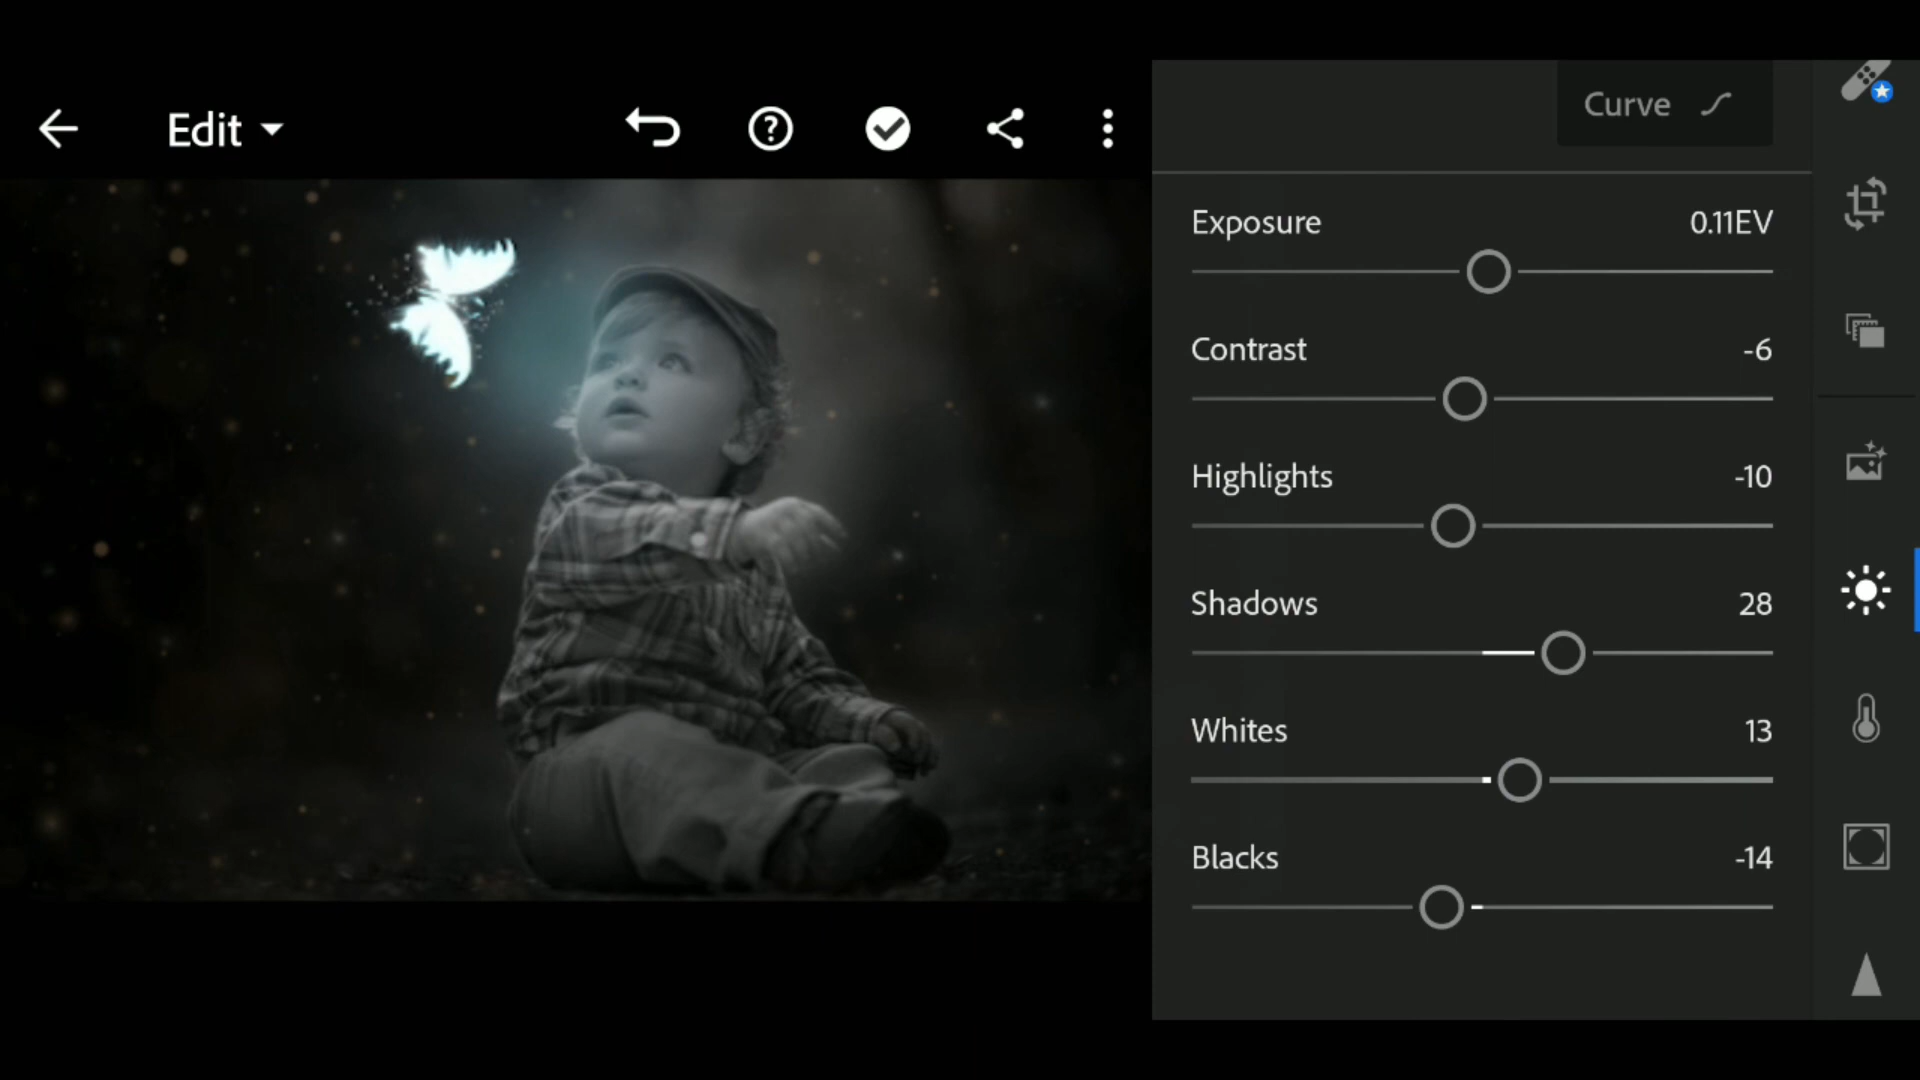 Edit
Curve
Exposure 0.11EV
Contrast -6
Highlights -10
Shadows 28
Whites 13
Blacks -14